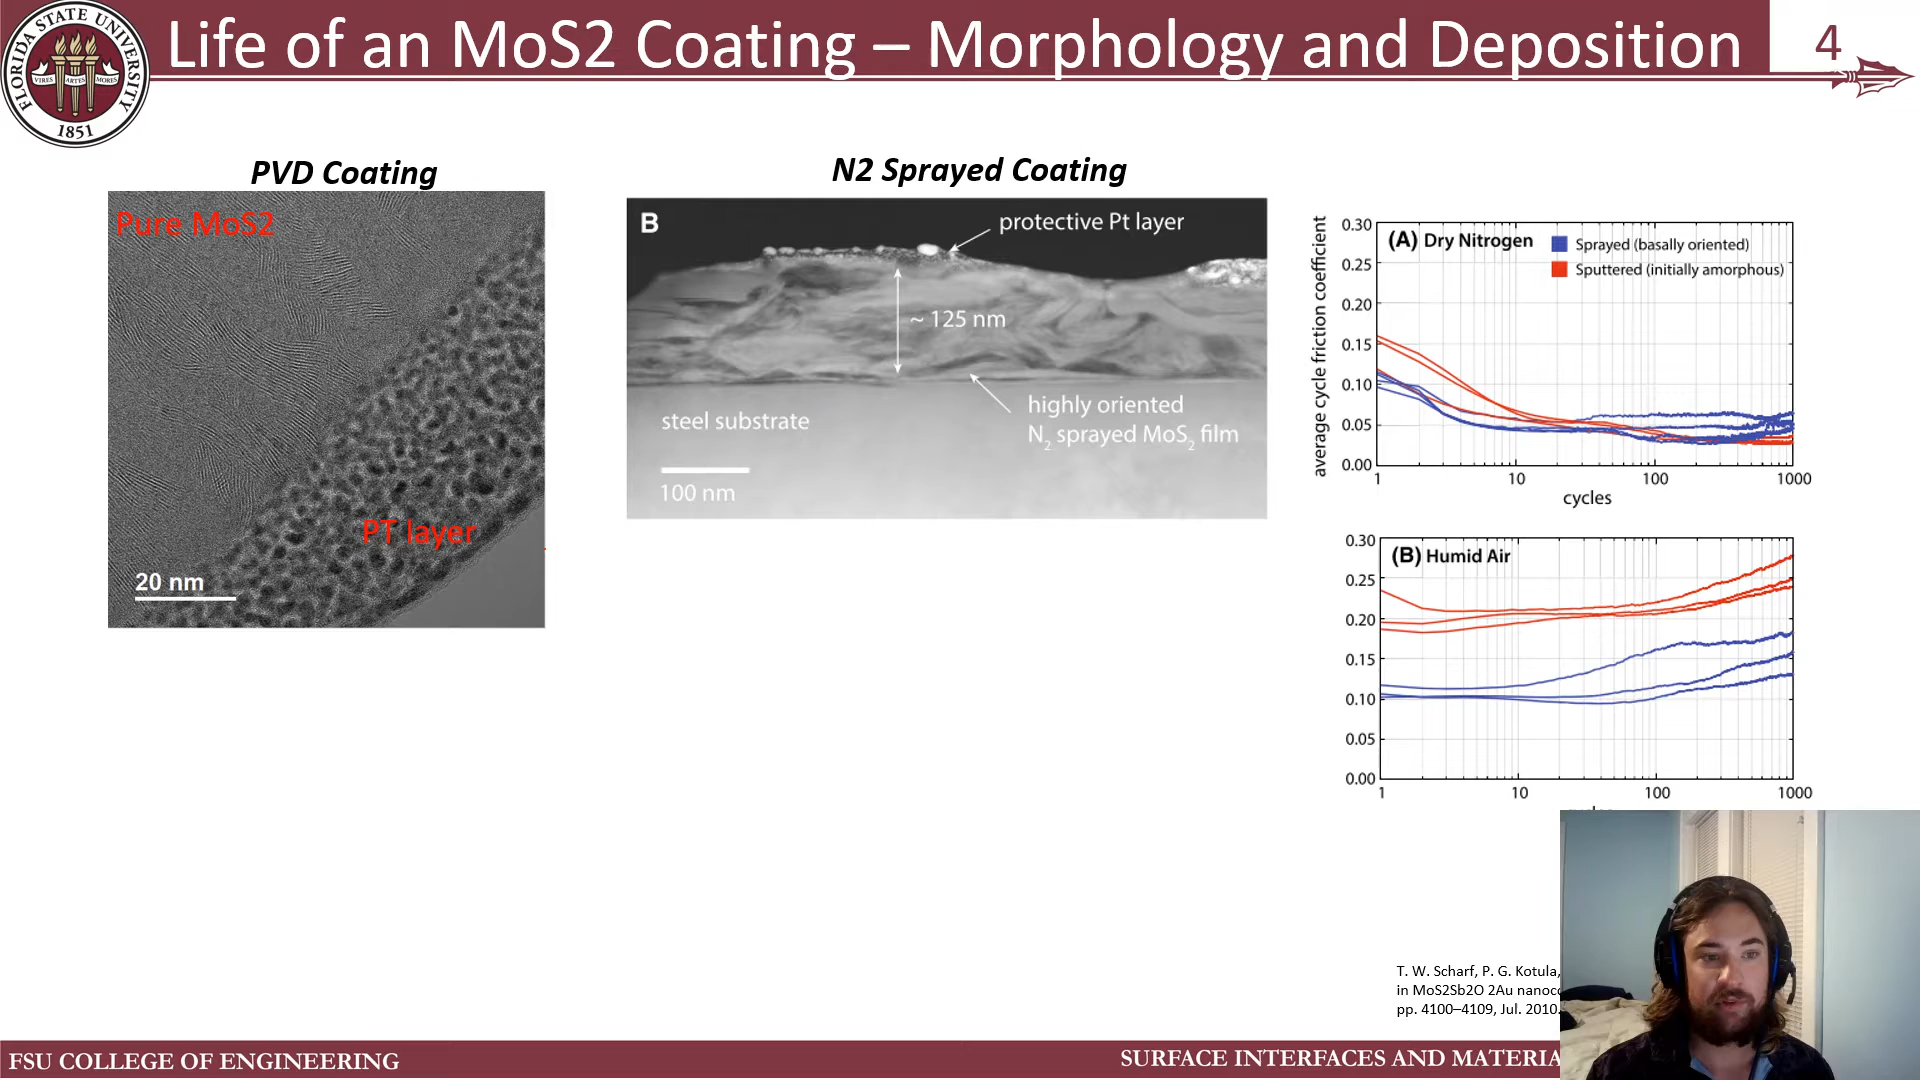 FLORIDA STATE UNIVERSITY
VIRES ARTES MORES
1851
Life of an MoS2 Coating – Morphology and Deposition
4
PVD Coating
Pure MoS2
PT layer
20 nm
N2 Sprayed Coating
B
protective Pt layer
~ 125 nm
highly oriented
N2 sprayed MoS2 film
steel substrate
100 nm
average cycle friction coefficient
(A) Dry Nitrogen
Sprayed (basally oriented)
Sputtered (initially amorphous)
0.30
0.25
0.20
0.15
0.10
0.05
0.00
1 10 100 1000
cycles
(B) Humid Air
0.30
0.25
0.20
0.15
0.10
0.05
0.00
1 10 100 1000
T. W. Scharf, P. G. Kotula,
in MoS2Sb2O 2Au
pp. 4100–4109, Jul. 2010.
FSU COLLEGE OF ENGINEERING
SURFACE INTERFACES AND